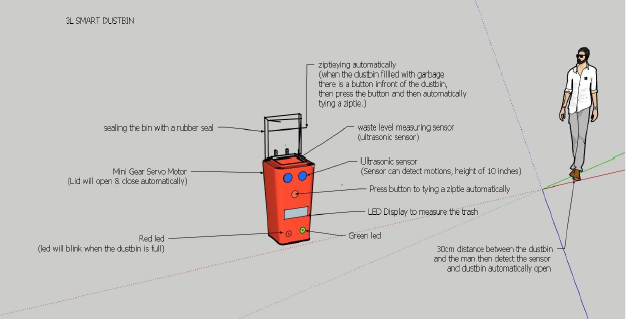 3L SMART DUSTBIN
ziptieying automatically
(when the dustbin fillled with garbage
there is a button infront of the dustbin,
then press the button and then automatically
tying a ziptie.)
sealing the bin with a rubber seal
waste level measuring sensor
(ultrasonic sensor)
Mini Gear Servo Motor
(Lid will open & close automatically)
Ultrasonic sensor
(Sensor can detect motions, height of 10 inches)
Press button to tying a ziptie automatically
LED Display to measure the trash
Red led
(led will blink when the dustbin is full)
Green led
30cm distance between the dustbin
and the man then detect the sensor
and dustbin automatically open